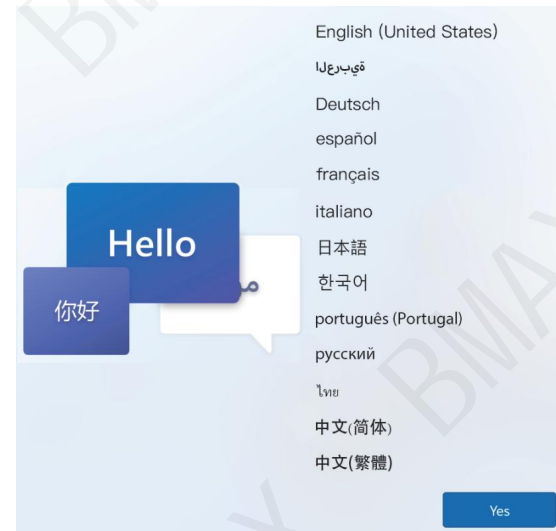 English (United States)
العربية
Deutsch
español
français
italiano
日本語
한국어
português (Portugal)
русский
ไทย
中文(简体)
中文(繁體)
Hello
你好
Yes
BMAX